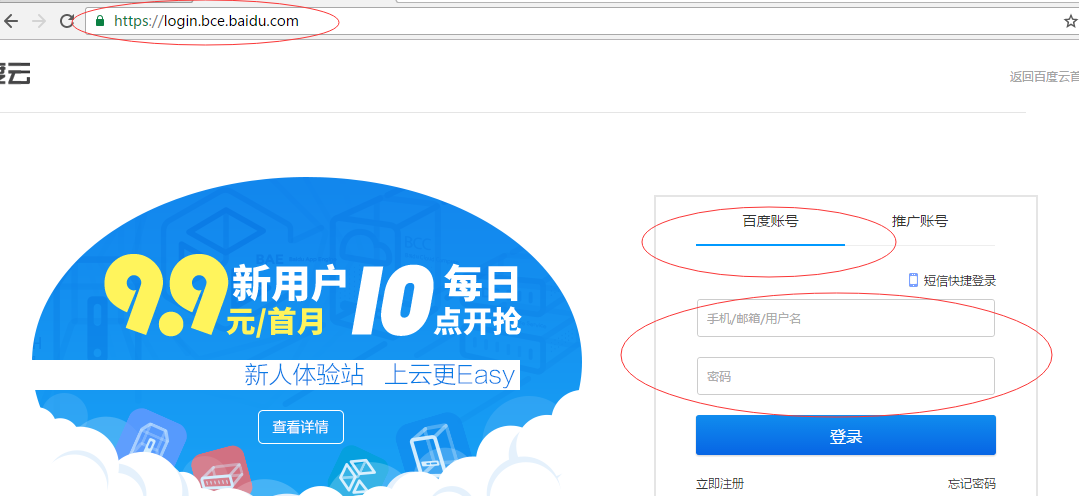 https://login.bce.baidu.com
度云
返回百度云首
百度账号
推广账号
短信快捷登录
手机/邮箱/用户名
密码
登录
立即注册
忘记密码
BAE
BCC
9.9
新用户
元/首月
10
每日
点开抢
新人体验站 上云更Easy
查看详情